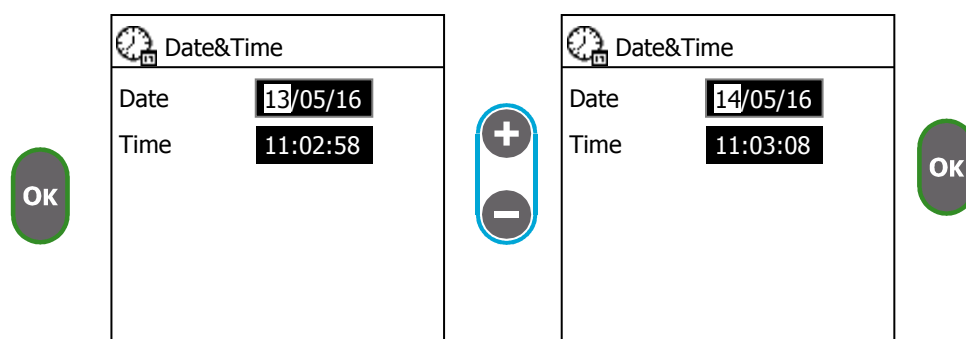 OK
Date&Time
Date 13/05/16
Time 11:02:58
+
−
Date&Time
Date 14/05/16
Time 11:03:08
OK